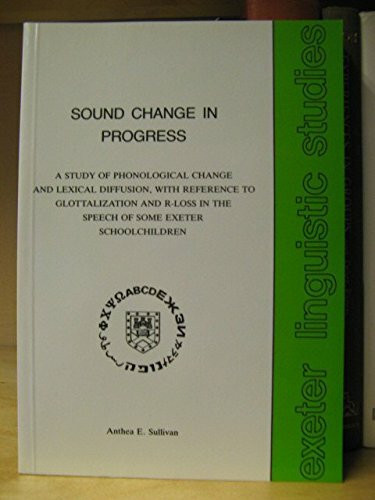 SOUND CHANGE IN
PROGRESS
A STUDY OF PHONOLOGICAL CHANGE
AND LEXICAL DIFFUSION, WITH REFERENCE TO
GLOTTALIZATION AND R-LOSS IN THE
SPEECH OF SOME EXETER
SCHOOLCHILDREN
ΦΧΨΩABCDЕЖЗИ
Anthea E. Sullivan
exeter linguistic studies